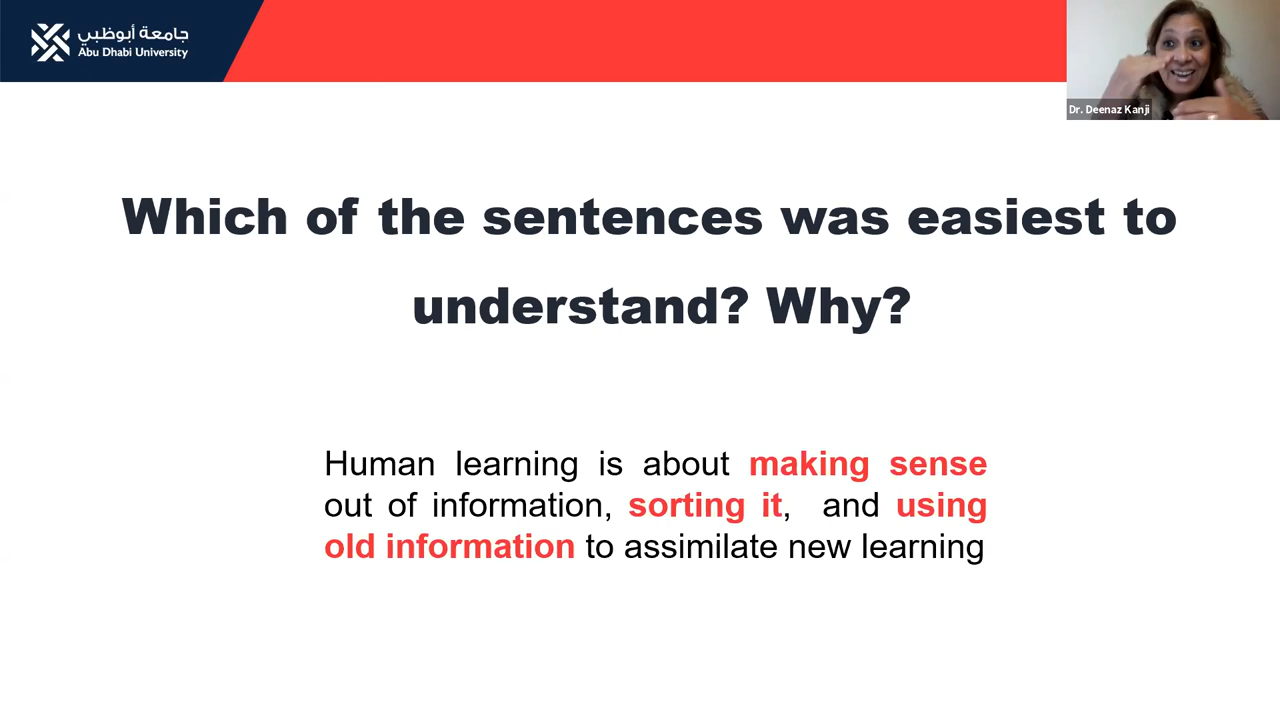 جامعة أبوظبي
Abu Dhabi University
Dr. Deenaz Kanji
Which of the sentences was easiest to
understand? Why?
Human learning is about making sense
out of information, sorting it, and using
old information to assimilate new learning